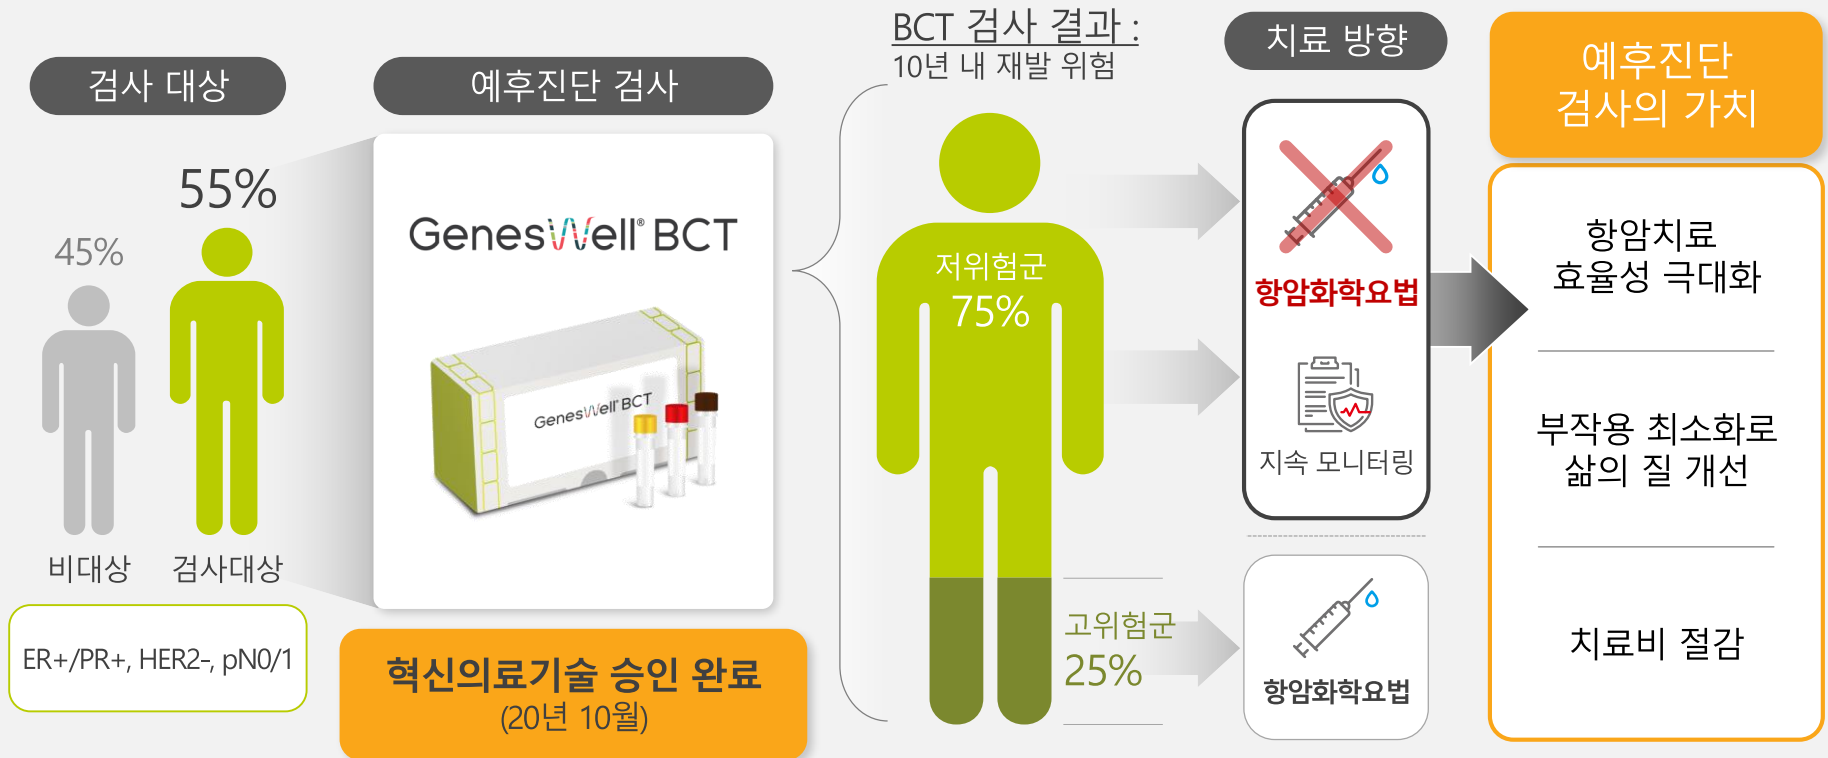 검사 대상
55%
45%
비대상
검사대상
ER+/PR+, HER2-, pN0/1
예후진단 검사
GenesWell® BCT
GenesWell® BCT
혁신의료기술 승인 완료
(20년 10월)
BCT 검사 결과 :
10년 내 재발 위험
저위험군
75%
고위험군
25%
치료 방향
항암화학요법
지속 모니터링
항암화학요법
예후진단
검사의 가치
항암치료
효율성 극대화
부작용 최소화로
삶의 질 개선
치료비 절감